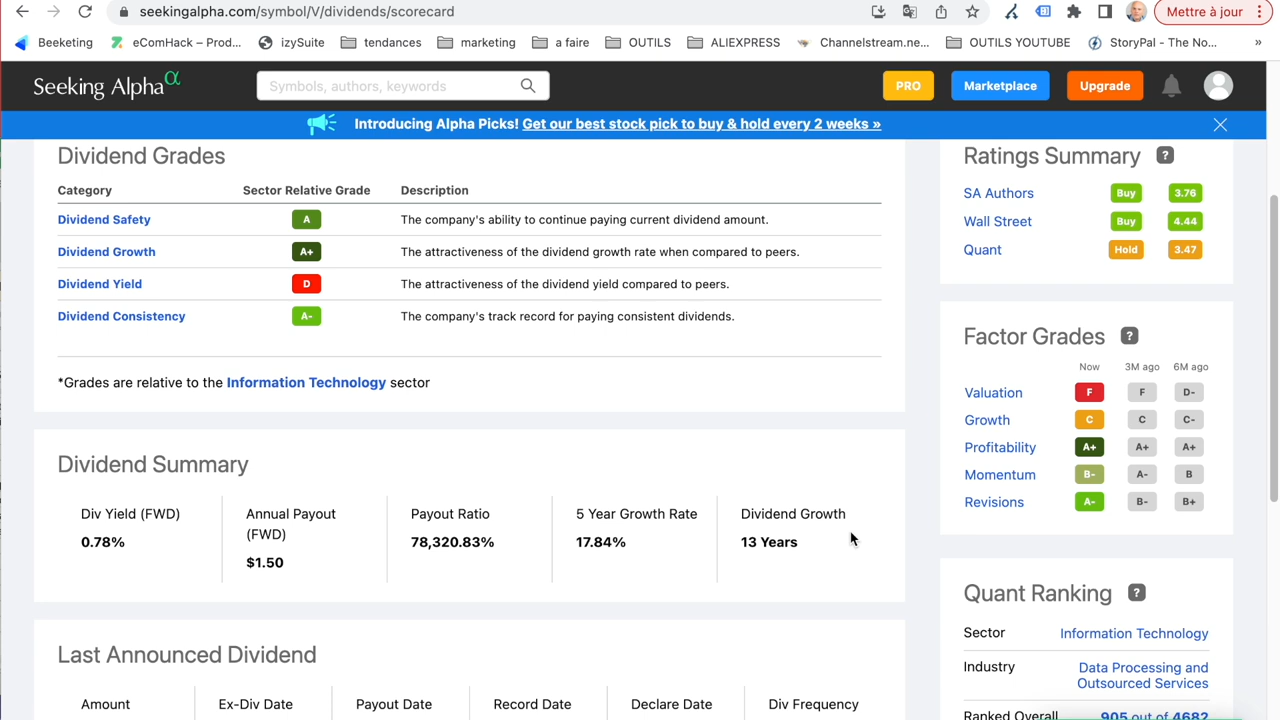 seekingalpha.com/symbol/V/dividends/scorecard
Mettre à jour
Beeketing
eComHack – Prod...
izySuite
tendances
marketing
a faire
OUTILS
ALIEXPRESS
Channelstream.ne...
OUTILS YOUTUBE
StoryPal - The No...
»
Seeking Alpha α
Symbols, authors, keywords
PRO
Marketplace
Upgrade
Introducing Alpha Picks! Get our best stock pick to buy & hold every 2 weeks »
Dividend Grades
Category Sector Relative Grade Description
Dividend Safety A The company's ability to continue paying current dividend amount.
Dividend Growth A+ The attractiveness of the dividend growth rate when compared to peers.
Dividend Yield D The attractiveness of the dividend yield compared to peers.
Dividend Consistency A- The company's track record for paying consistent dividends.
*Grades are relative to the Information Technology sector
Dividend Summary
Div Yield (FWD)
0.78%
Annual Payout
(FWD)
$1.50
Payout Ratio
78,320.83%
5 Year Growth Rate
17.84%
Dividend Growth
13 Years
Last Announced Dividend
Amount Ex-Div Date Payout Date Record Date Declare Date Div Frequency
Ratings Summary ?
SA Authors Buy 3.76
Wall Street Buy 4.44
Quant Hold 3.47
Factor Grades ?
Now 3M ago 6M ago
Valuation F F D-
Growth C C C-
Profitability A+ A+ A+
Momentum B- A- B
Revisions A- B- B+
Quant Ranking ?
Sector Information Technology
Industry Data Processing and
Outsourced Services
Ranked Overall 905 out of 4682